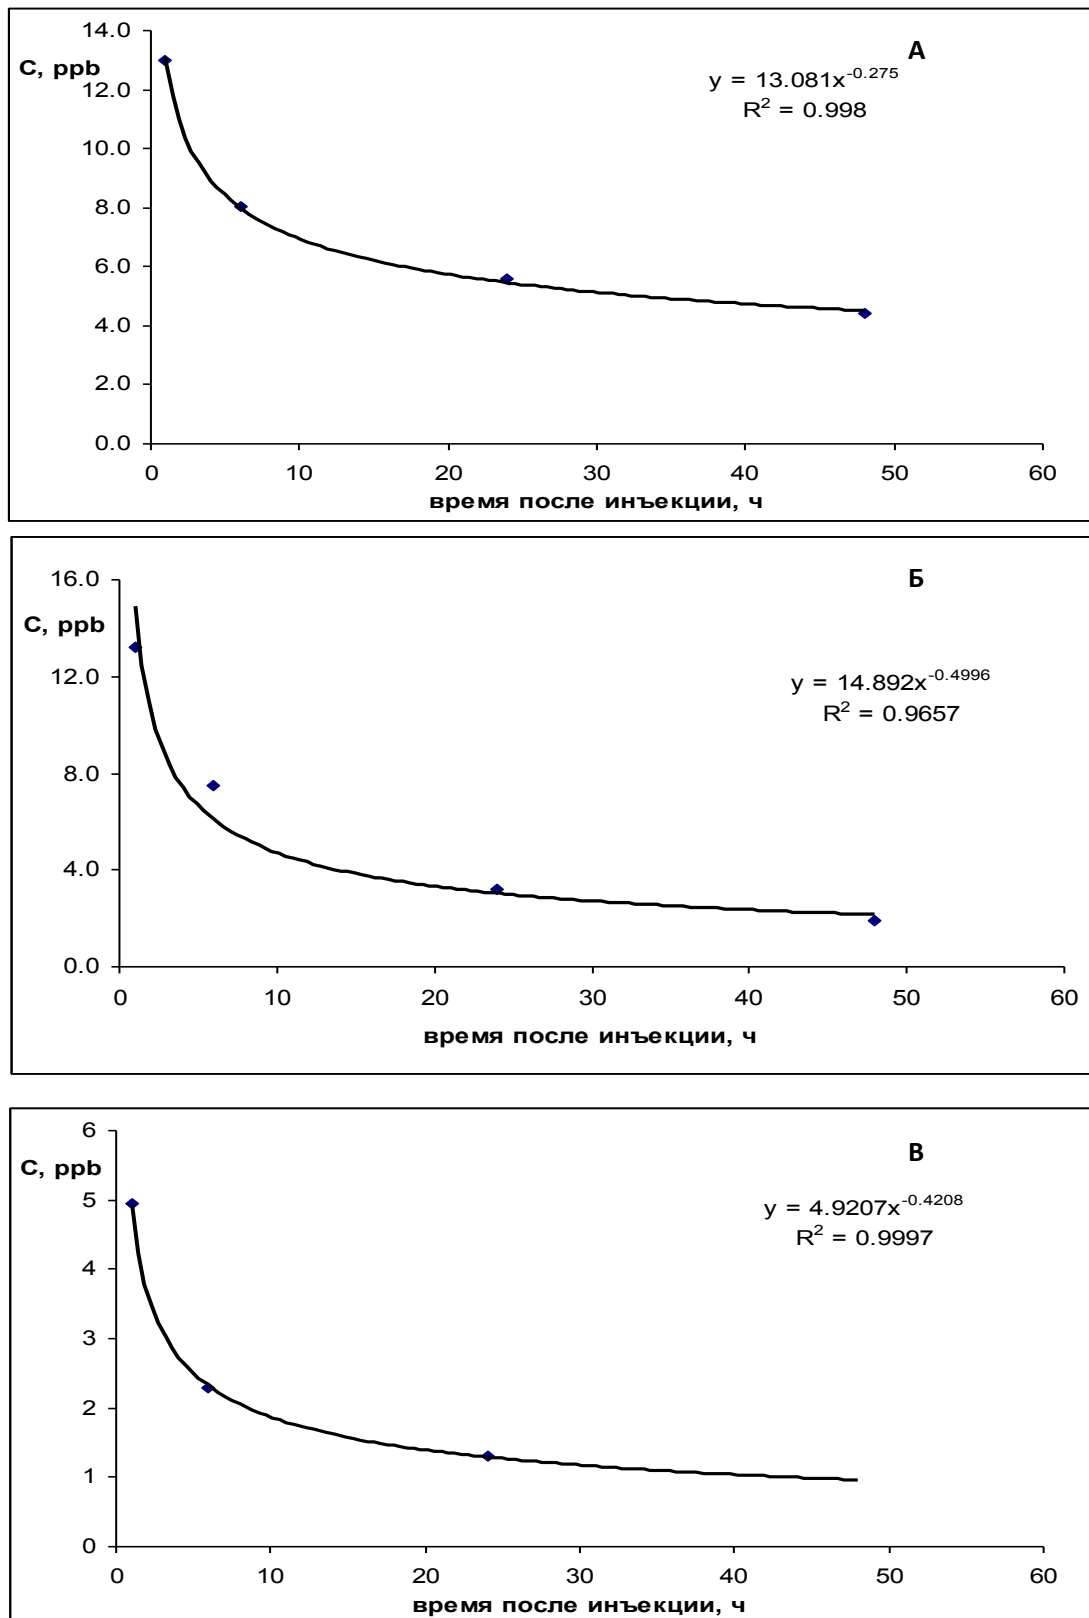 14.0
C, ppb
А
y = 13.081x^-0.275
R^2 = 0.998
12.0
10.0
8.0
6.0
4.0
2.0
0.0
0 10 20 30 40 50 60
время после инъекции, ч
16.0
Б
C, ppb
y = 14.892x^-0.4996
R^2 = 0.9657
12.0
8.0
4.0
0.0
0 10 20 30 40 50 60
время после инъекции, ч
6
C, ppb
В
y = 4.9207x^-0.4208
R^2 = 0.9997
5
4
3
2
1
0
0 10 20 30 40 50 60
время после инъекции, ч